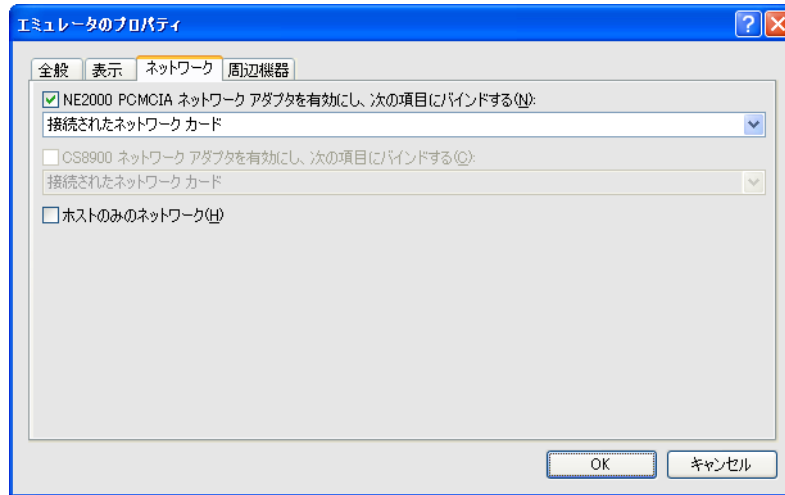 エミュレータのプロパティ
全般 表示 ネットワーク 周辺機器
NE2000 PCMCIA ネットワーク アダプタを有効にし、次の項目にバインドする(N):
接続されたネットワーク カード
CS8900 ネットワーク アダプタを有効にし、次の項目にバインドする(C):
接続されたネットワーク カード
ホストのみのネットワーク(H)
OK キャンセル